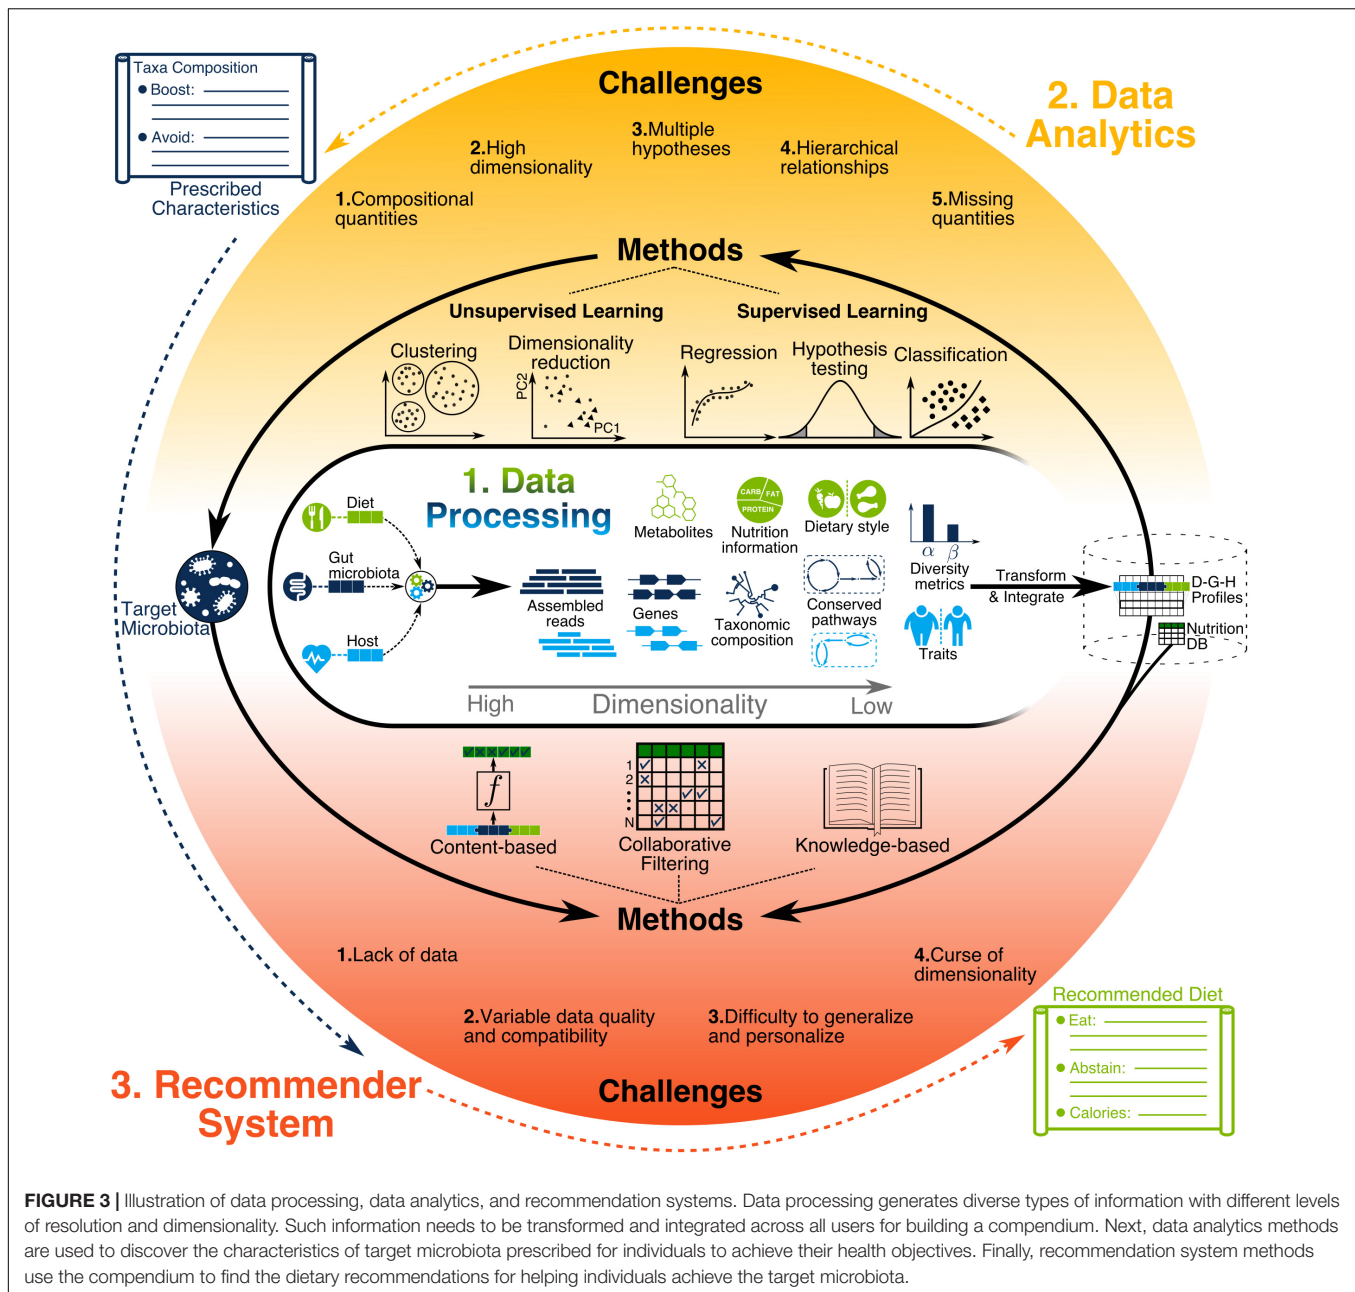 Taxa Composition
Boost:
Avoid:
Prescribed
Characteristics
Challenges
2. Data
Analytics
1.Compositional
quantities
2.High
dimensionality
3.Multiple
hypotheses
4.Hierarchical
relationships
5.Missing
quantities
Methods
Unsupervised Learning
Supervised Learning
Clustering
Dimensionality
reduction
PC2
PC1
Regression
Hypothesis
testing
Classification
1. Data
Processing
Diet
Gut
microbiota
Host
Metabolites
CARB
FAT
PROTEIN
Nutrition
information
Dietary style
Assembled
reads
Genes
Taxonomic
composition
Conserved
pathways
α
β
Diversity
metrics
Traits
Transform
& Integrate
D-G-H
Profiles
Nutrition
DB
Target
Microbiota
High
Dimensionality
Low
f
Content-based
1
2
N
Collaborative
Filtering
Knowledge-based
Methods
1.Lack of data
2.Variable data quality
and compatibility
3.Difficulty to generalize
and personalize
4.Curse of
dimensionality
Challenges
3. Recommender
System
Recommended Diet
Eat:
Abstain:
Calories:
FIGURE 3 | Illustration of data processing, data analytics, and recommendation systems. Data processing generates diverse types of information with different levels
of resolution and dimensionality. Such information needs to be transformed and integrated across all users for building a compendium. Next, data analytics methods
are used to discover the characteristics of target microbiota prescribed for individuals to achieve their health objectives. Finally, recommendation system methods
use the compendium to find the dietary recommendations for helping individuals achieve the target microbiota.